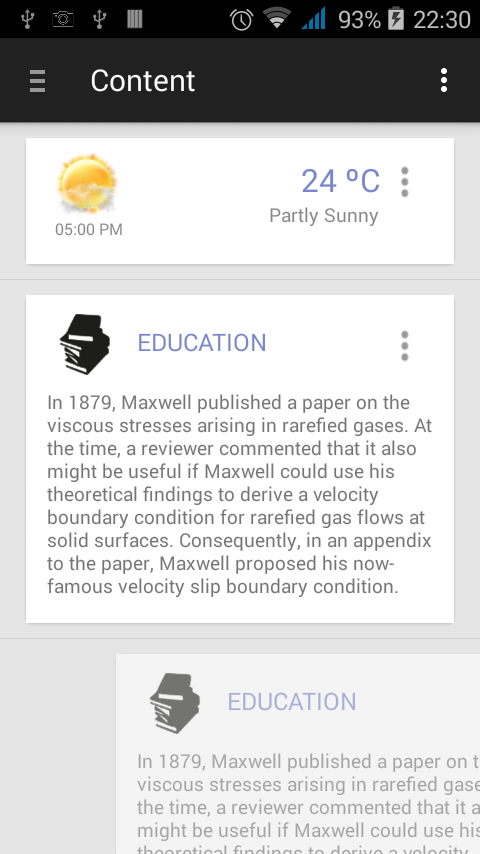 93% 22:30
Content
24 ºC
Partly Sunny
05:00 PM
EDUCATION
In 1879, Maxwell published a paper on the
viscous stresses arising in rarefied gases. At
the time, a reviewer commented that it also
might be useful if Maxwell could use his
theoretical findings to derive a velocity
boundary condition for rarefied gas flows at
solid surfaces. Consequently, in an appendix
to the paper, Maxwell proposed his now-
famous velocity slip boundary condition.
EDUCATION
In 1879, Maxwell published a paper on t
viscous stresses arising in rarefied gase
the time, a reviewer commented that it a
might be useful if Maxwell could use his
theoretical findings to derive a velocity